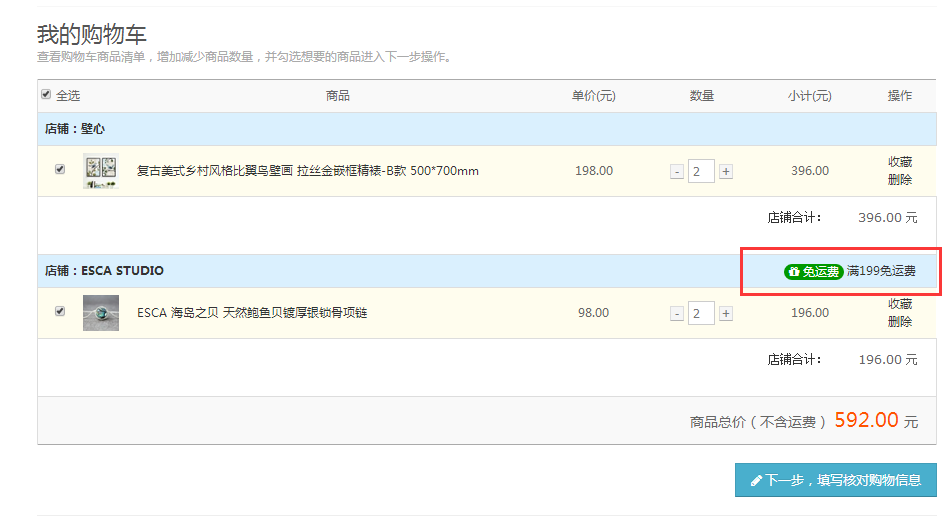 我的购物车
查看购物车商品清单，增加减少商品数量，并勾选想要的商品进入下一步操作。
全选 商品 单价(元) 数量 小计(元) 操作
店铺：壁心
复古美式乡村风格比翼鸟壁画 拉丝金嵌框精裱-B款 500*700mm 198.00 - 2 + 396.00 收藏
删除
店铺合计： 396.00 元
店铺：ESCA STUDIO 免运费 满199免运费
ESCA 海岛之贝 天然鲍鱼贝镀厚银锁骨项链 98.00 - 2 + 196.00 收藏
删除
店铺合计： 196.00 元
商品总价（不含运费） 592.00 元
下一步，填写核对购物信息